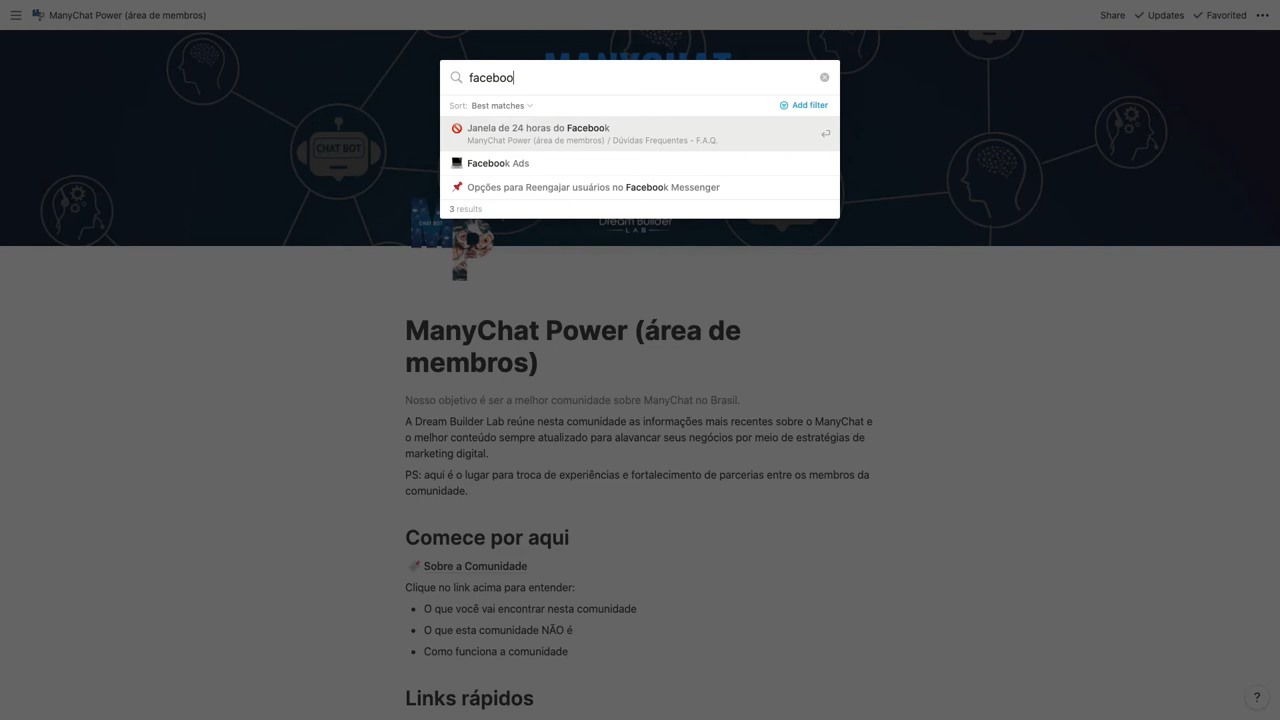 ManyChat Power (área de membros)
Share
Updates
Favorited
MANYCHAT
faceboo
Sort: Best matches
Add filter
Janela de 24 horas do Facebook
ManyChat Power (área de membros) / Dúvidas Frequentes - F.A.Q.
Facebook Ads
Opções para Reengajar usuários no Facebook Messenger
3 results
CHAT BOT
CHAT BOT
Dream Builder
LAB
ManyChat Power (área de
membros)
Nosso objetivo é ser a melhor comunidade sobre ManyChat no Brasil.
A Dream Builder Lab reúne nesta comunidade as informações mais recentes sobre o ManyChat e
o melhor conteúdo sempre atualizado para alavancar seus negócios por meio de estratégias de
marketing digital.
PS: aqui é o lugar para troca de experiências e fortalecimento de parcerias entre os membros da
comunidade.
Comece por aqui
Sobre a Comunidade
Clique no link acima para entender:
• O que você vai encontrar nesta comunidade
• O que esta comunidade NÃO é
• Como funciona a comunidade
Links rápidos
?